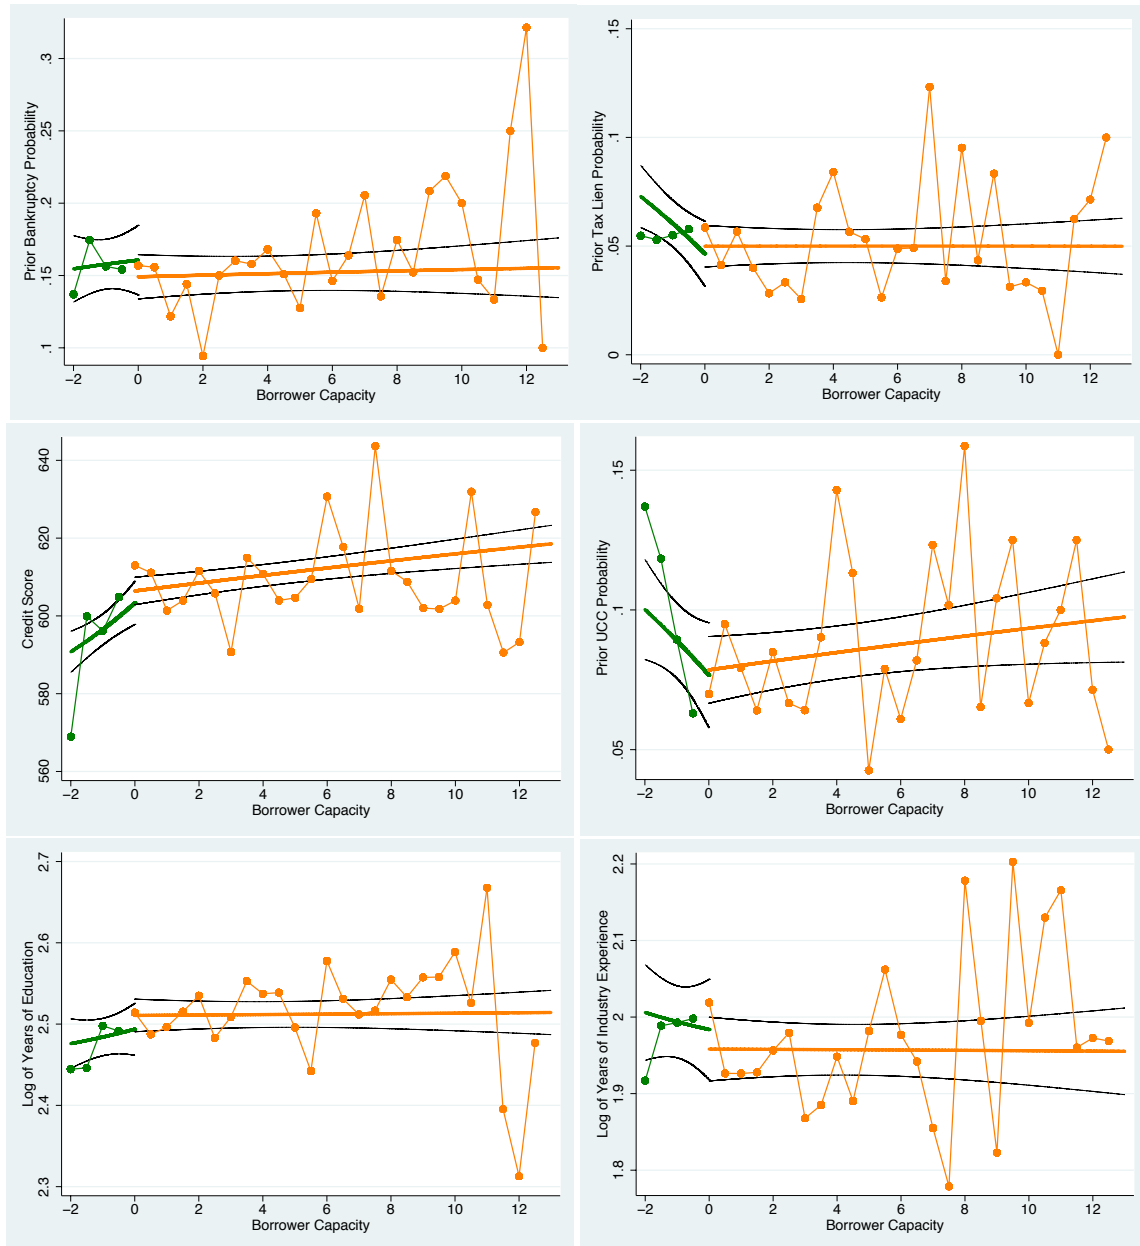 Prior Bankruptcy Probability
.3
.25
.2
.15
.1
−2 0 2 4 6 8 10 12
Borrower Capacity
Prior Tax Lien Probability
.15
.1
.05
0
−2 0 2 4 6 8 10 12
Borrower Capacity
Credit Score
640
620
600
580
560
−2 0 2 4 6 8 10 12
Borrower Capacity
Prior UCC Probability
.15
.1
.05
−2 0 2 4 6 8 10 12
Borrower Capacity
Log of Years of Education
2.7
2.6
2.5
2.4
2.3
−2 0 2 4 6 8 10 12
Borrower Capacity
Log of Years of Industry Experience
2.2
2.1
2
1.9
1.8
−2 0 2 4 6 8 10 12
Borrower Capacity